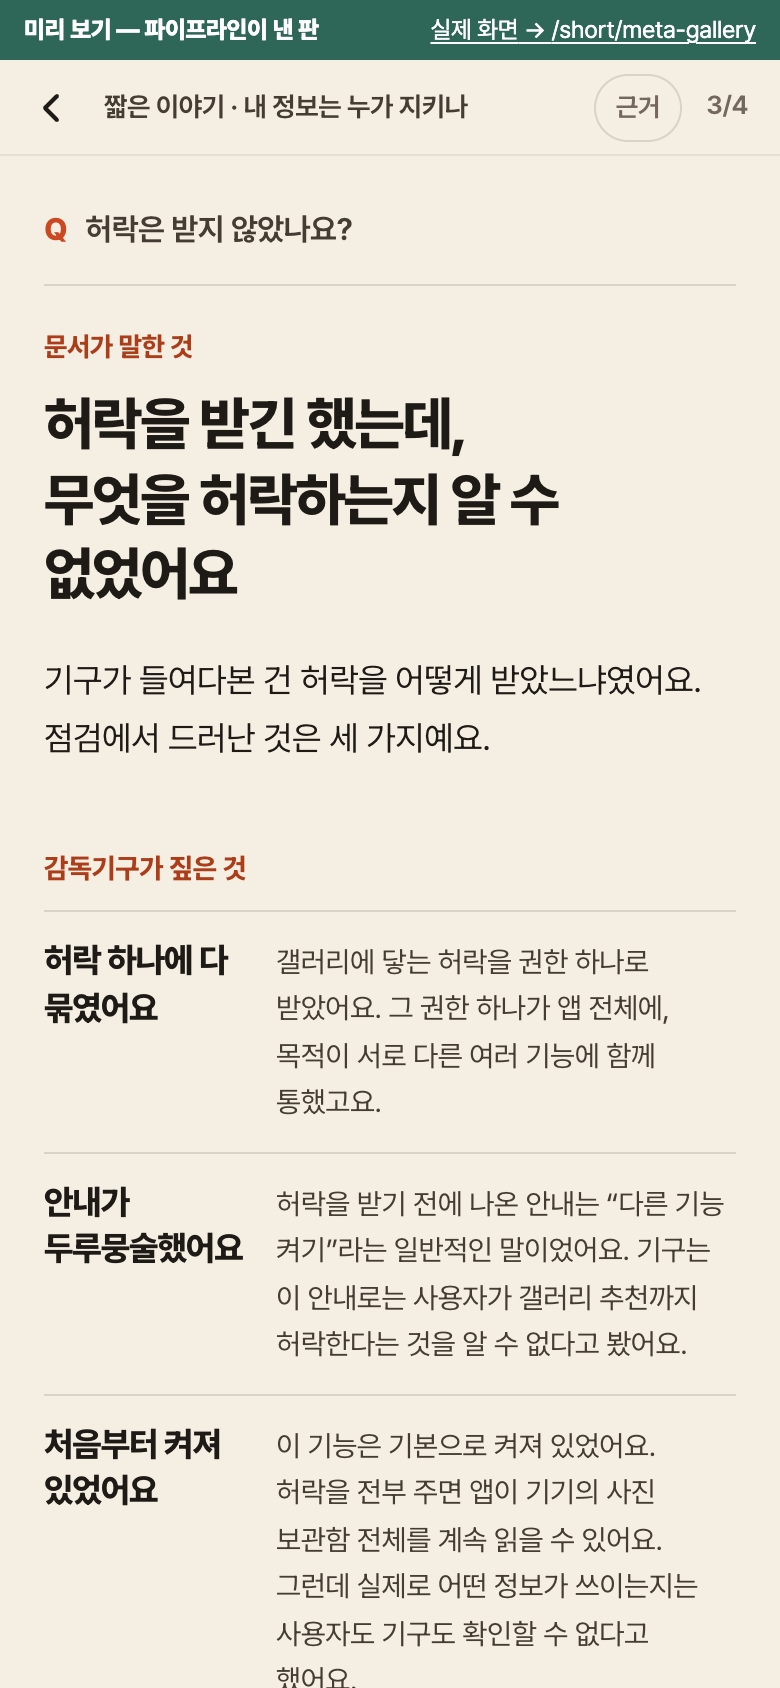 미리 보기 — 파이프라인이 낸 판
실제 화면 → /short/meta-gallery
짧은 이야기 · 내 정보는 누가 지키나
근거
3/4
Q 허락은 받지 않았나요?
문서가 말한 것
허락을 받긴 했는데,
무엇을 허락하는지 알 수
없었어요
기구가 들여다본 건 허락을 어떻게 받았느냐였어요.
점검에서 드러난 것은 세 가지예요.
감독기구가 짚은 것
허락 하나에 다
묶였어요
갤러리에 닿는 허락을 권한 하나로
받았어요. 그 권한 하나가 앱 전체에,
목적이 서로 다른 여러 기능에 함께
통했고요.
안내가
두루뭉술했어요
허락을 받기 전에 나온 안내는 “다른 기능
켜기”라는 일반적인 말이었어요. 기구는
이 안내로는 사용자가 갤러리 추천까지
허락한다는 것을 알 수 없다고 봤어요.
처음부터 켜져
있었어요
이 기능은 기본으로 켜져 있었어요.
허락을 전부 주면 앱이 기기의 사진
보관함 전체를 계속 읽을 수 있어요.
그런데 실제로 어떤 정보가 쓰이는지는
사용자도 기구도 확인할 수 없다고
했어요.